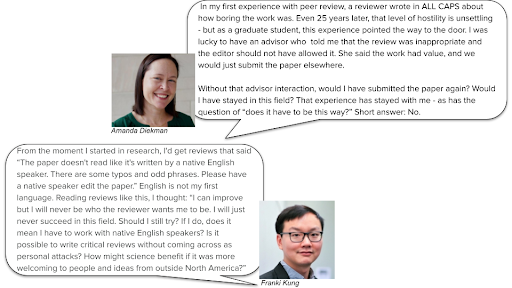 In my first experience with peer review, a reviewer wrote in ALL CAPS about
how boring the work was. Even 25 years later, that level of hostility is unsettling
- but as a graduate student, this experience pointed the way to the door. I was
lucky to have an advisor who  told me that the review was inappropriate and
the editor should not have allowed it. She said the work had value, and we
would just submit the paper elsewhere.
Without that advisor interaction, would I have submitted the paper again? Would
I have stayed in this field? That experience has stayed with me - as has the
question of “does it have to be this way?” Short answer: No.
Amanda Diekman
From the moment I started in research, I'd get reviews that said
“The paper doesn't read like it's written by a native English
speaker. There are some typos and odd phrases. Please have
a native speaker edit the paper.” English is not my first
language. Reading reviews like this, I thought: “I can improve
but I will never be who the reviewer wants me to be. I will just
never succeed in this field. Should I still try? If I do, does it
mean I have to work with native English speakers? Is it
possible to write critical reviews without coming across as
personal attacks? How might science benefit if it was more
welcoming to people and ideas from outside North America?”
Franki Kung